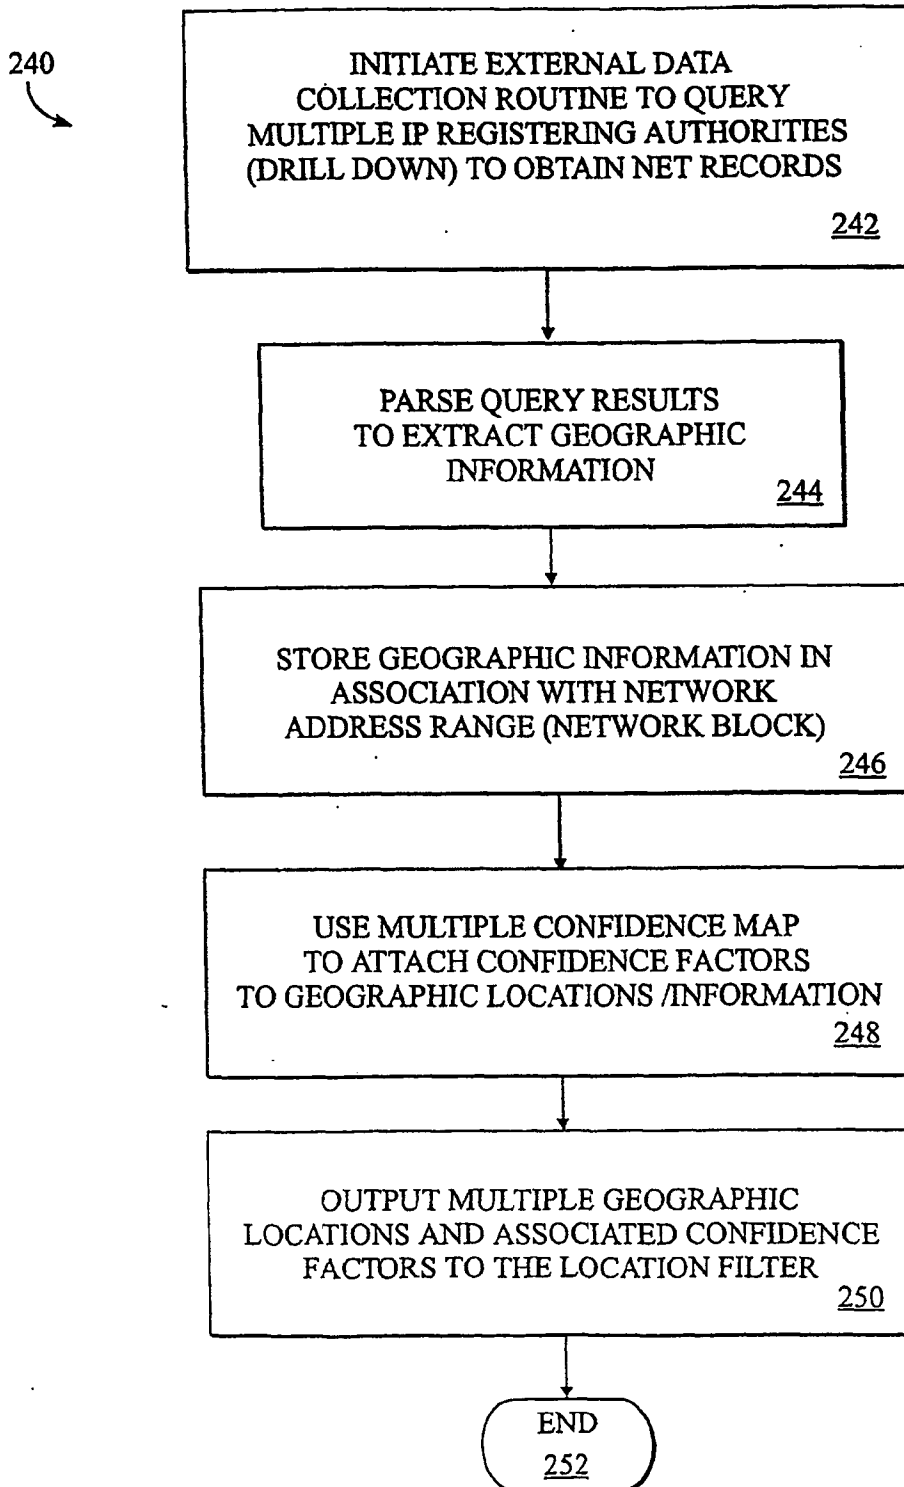 240
INITIATE EXTERNAL DATA
COLLECTION ROUTINE TO QUERY
MULTIPLE IP REGISTERING AUTHORITIES
(DRILL DOWN) TO OBTAIN NET RECORDS
242
PARSE QUERY RESULTS
TO EXTRACT GEOGRAPHIC
INFORMATION
244
STORE GEOGRAPHIC INFORMATION IN
ASSOCIATION WITH NETWORK
ADDRESS RANGE (NETWORK BLOCK)
246
USE MULTIPLE CONFIDENCE MAP
TO ATTACH CONFIDENCE FACTORS
TO GEOGRAPHIC LOCATIONS /INFORMATION
248
OUTPUT MULTIPLE GEOGRAPHIC
LOCATIONS AND ASSOCIATED CONFIDENCE
FACTORS TO THE LOCATION FILTER
250
END
252